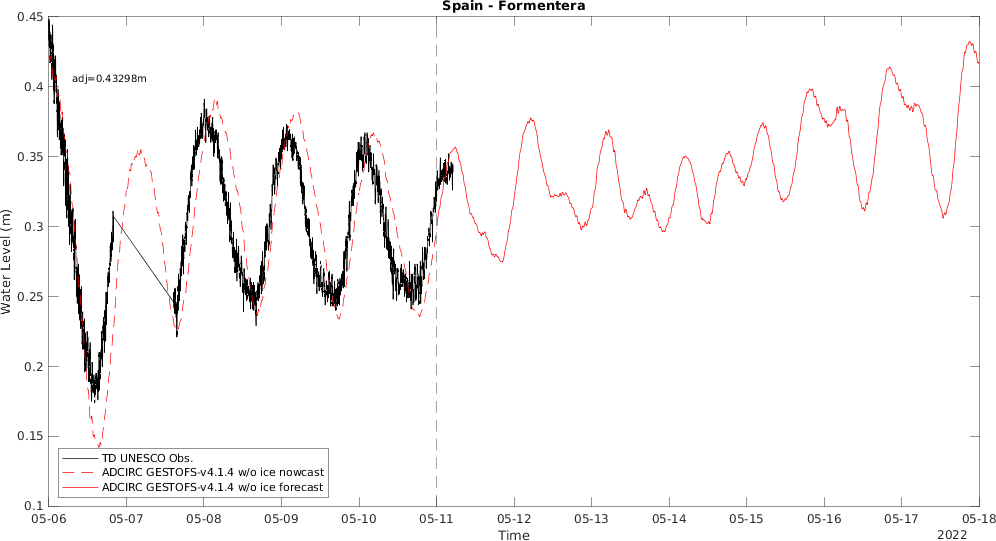 Spain - Formentera
adj=0.43298m
Water Level (m)
0.45
0.4
0.35
0.3
0.25
0.2
0.15
0.1
TD UNESCO Obs.
ADCIRC GESTOFS-v4.1.4 w/o ice nowcast
ADCIRC GESTOFS-v4.1.4 w/o ice forecast
05-06 05-07 05-08 05-09 05-10 05-11 05-12 05-13 05-14 05-15 05-16 05-17 05-18
Time
2022